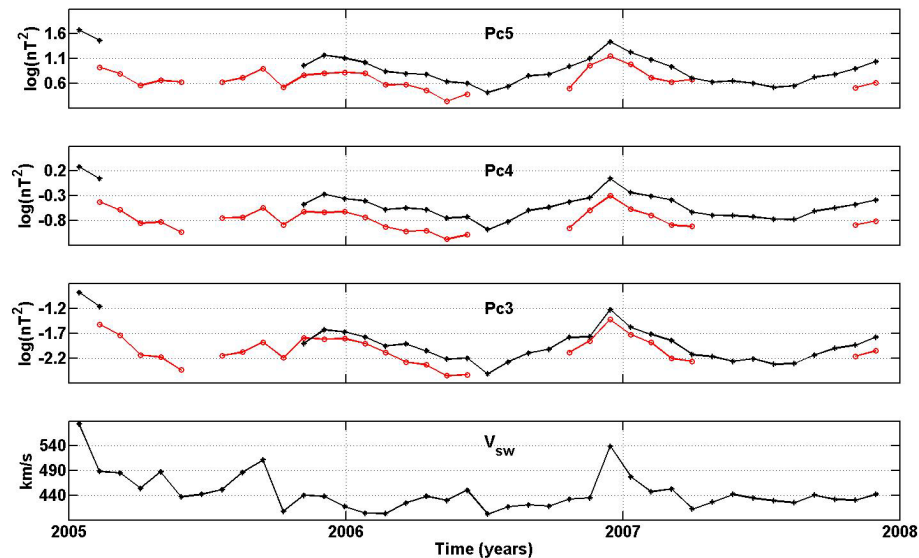 Pc5
log(nT²)
1.6
1.1
0.6
Pc4
log(nT²)
0.2
-0.3
-0.8
Pc3
log(nT²)
-1.2
-1.7
-2.2
V_sw
km/s
540
490
440
2005 2006 2007 2008
Time (years)